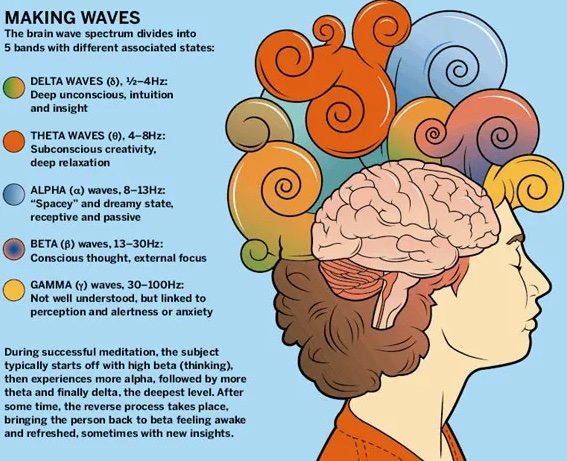 MAKING WAVES
The brain wave spectrum divides into
5 bands with different associated states:
DELTA WAVES (δ), ½–4Hz:
Deep unconscious, intuition
and insight
THETA WAVES (θ), 4–8Hz:
Subconscious creativity,
deep relaxation
ALPHA (α) waves, 8–13Hz:
“Spacey” and dreamy state,
receptive and passive
BETA (β) waves, 13–30Hz:
Conscious thought, external focus
GAMMA (γ) waves, 30–100Hz:
Not well understood, but linked to
perception and alertness or anxiety
During successful meditation, the subject
typically starts off with high beta (thinking),
then experiences more alpha, followed by more
theta and finally delta, the deepest level. After
some time, the reverse process takes place,
bringing the person back to beta feeling awake
and refreshed, sometimes with new insights.